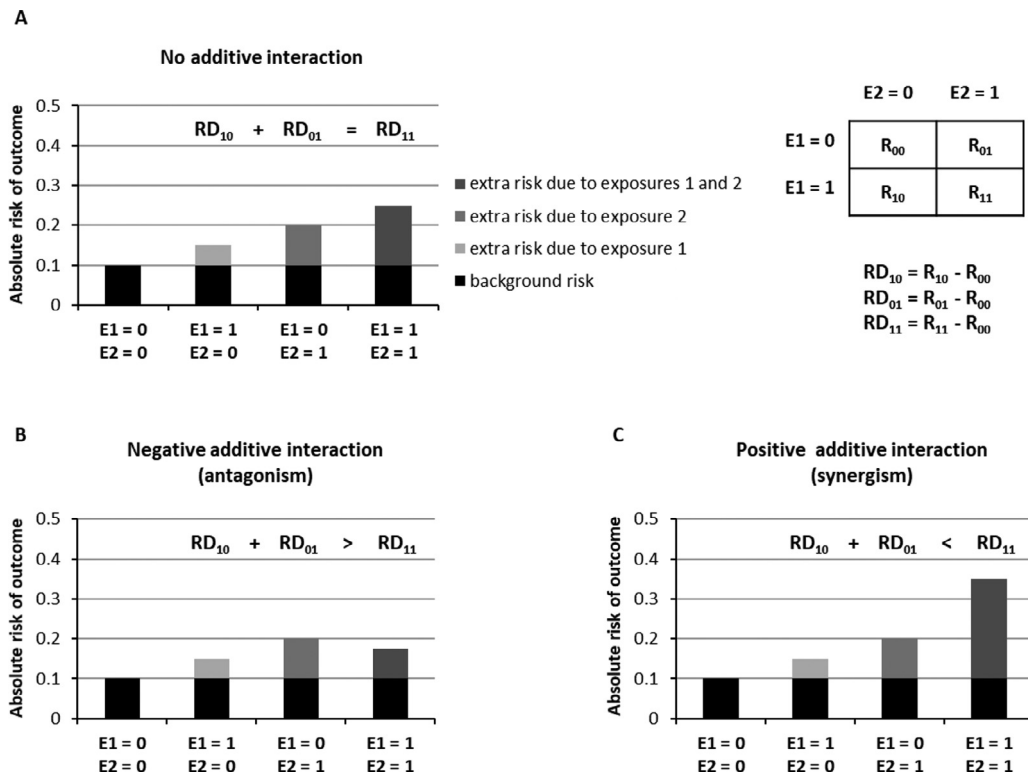 A
No additive interaction
Absolute risk of outcome
0.5
0.4
0.3
0.2
0.1
0
RD₁₀ + RD₀₁ = RD₁₁
E1 = 0 E1 = 1 E1 = 0 E1 = 1
E2 = 0 E2 = 0 E2 = 1 E2 = 1
extra risk due to exposures 1 and 2
extra risk due to exposure 2
extra risk due to exposure 1
background risk
E2 = 0 E2 = 1
E1 = 0 R₀₀ R₀₁
E1 = 1 R₁₀ R₁₁
RD₁₀ = R₁₀ - R₀₀
RD₀₁ = R₀₁ - R₀₀
RD₁₁ = R₁₁ - R₀₀
B
Negative additive interaction
(antagonism)
Absolute risk of outcome
0.5
0.4
0.3
0.2
0.1
0
RD₁₀ + RD₀₁ > RD₁₁
E1 = 0 E1 = 1 E1 = 0 E1 = 1
E2 = 0 E2 = 0 E2 = 1 E2 = 1
C
Positive additive interaction
(synergism)
Absolute risk of outcome
0.5
0.4
0.3
0.2
0.1
0
RD₁₀ + RD₀₁ < RD₁₁
E1 = 0 E1 = 1 E1 = 0 E1 = 1
E2 = 0 E2 = 0 E2 = 1 E2 = 1